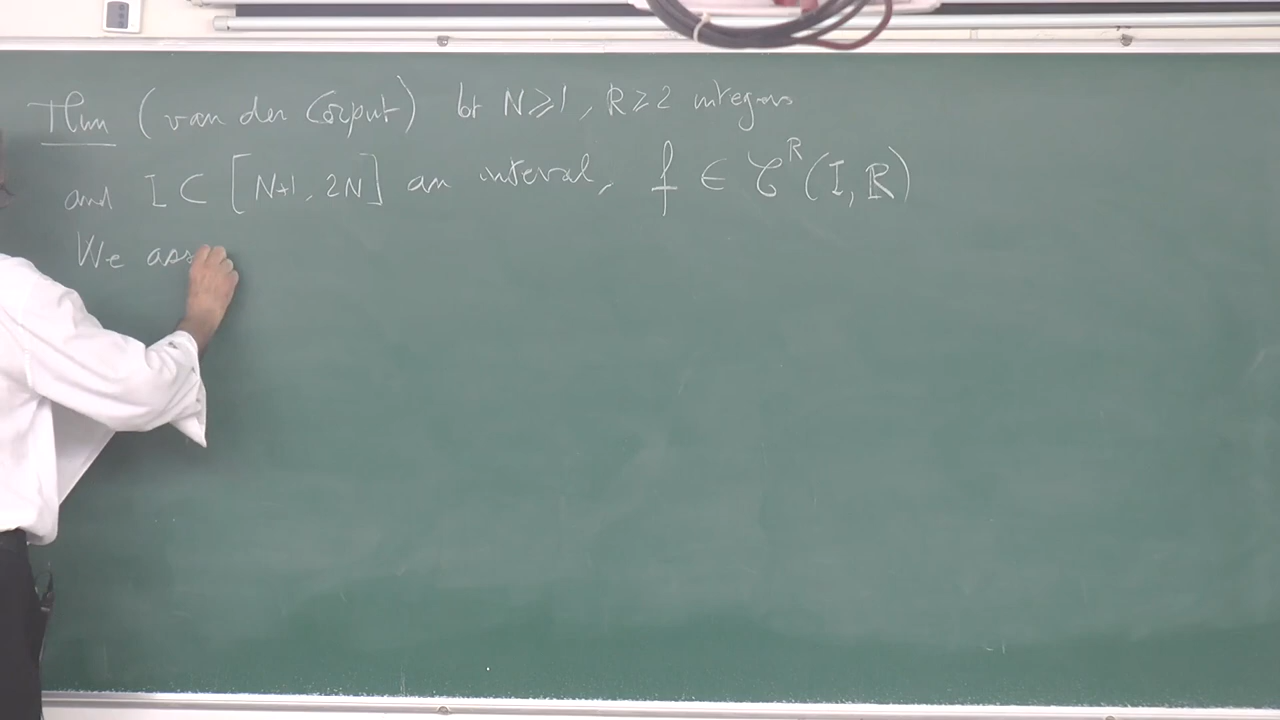 Thm (van der Corput) let N ≥ 1, R ≥ 2 integers
and I ⊂ [N+1, 2N] an interval, f ∈ 𝒞^R (I, ℝ)
We ass